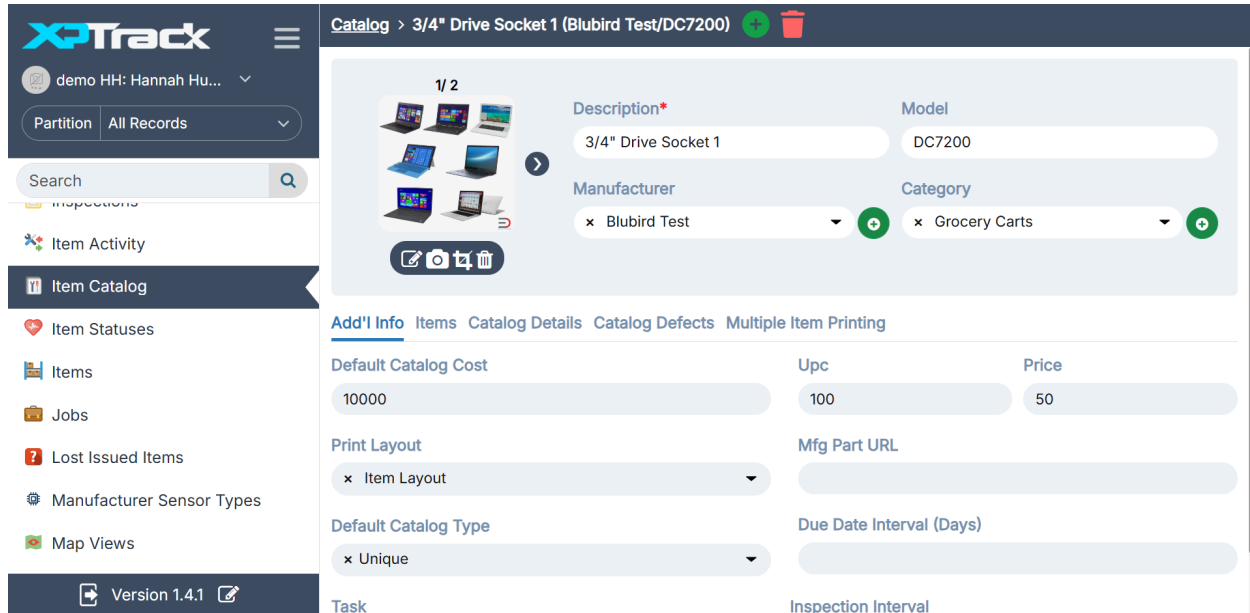 XPTrack
demo HH: Hannah Hu...
Partition All Records
Search
Inspections
Item Activity
Item Catalog
Item Statuses
Items
Jobs
Lost Issued Items
Manufacturer Sensor Types
Map Views
Version 1.4.1
Catalog > 3/4" Drive Socket 1 (Blubird Test/DC7200)
1/ 2
Description* Model
3/4" Drive Socket 1 DC7200
Manufacturer Category
× Blubird Test × Grocery Carts
Add'l Info Items Catalog Details Catalog Defects Multiple Item Printing
Default Catalog Cost Upc Price
10000 100 50
Print Layout Mfg Part URL
× Item Layout
Default Catalog Type Due Date Interval (Days)
× Unique
Task Inspection Interval